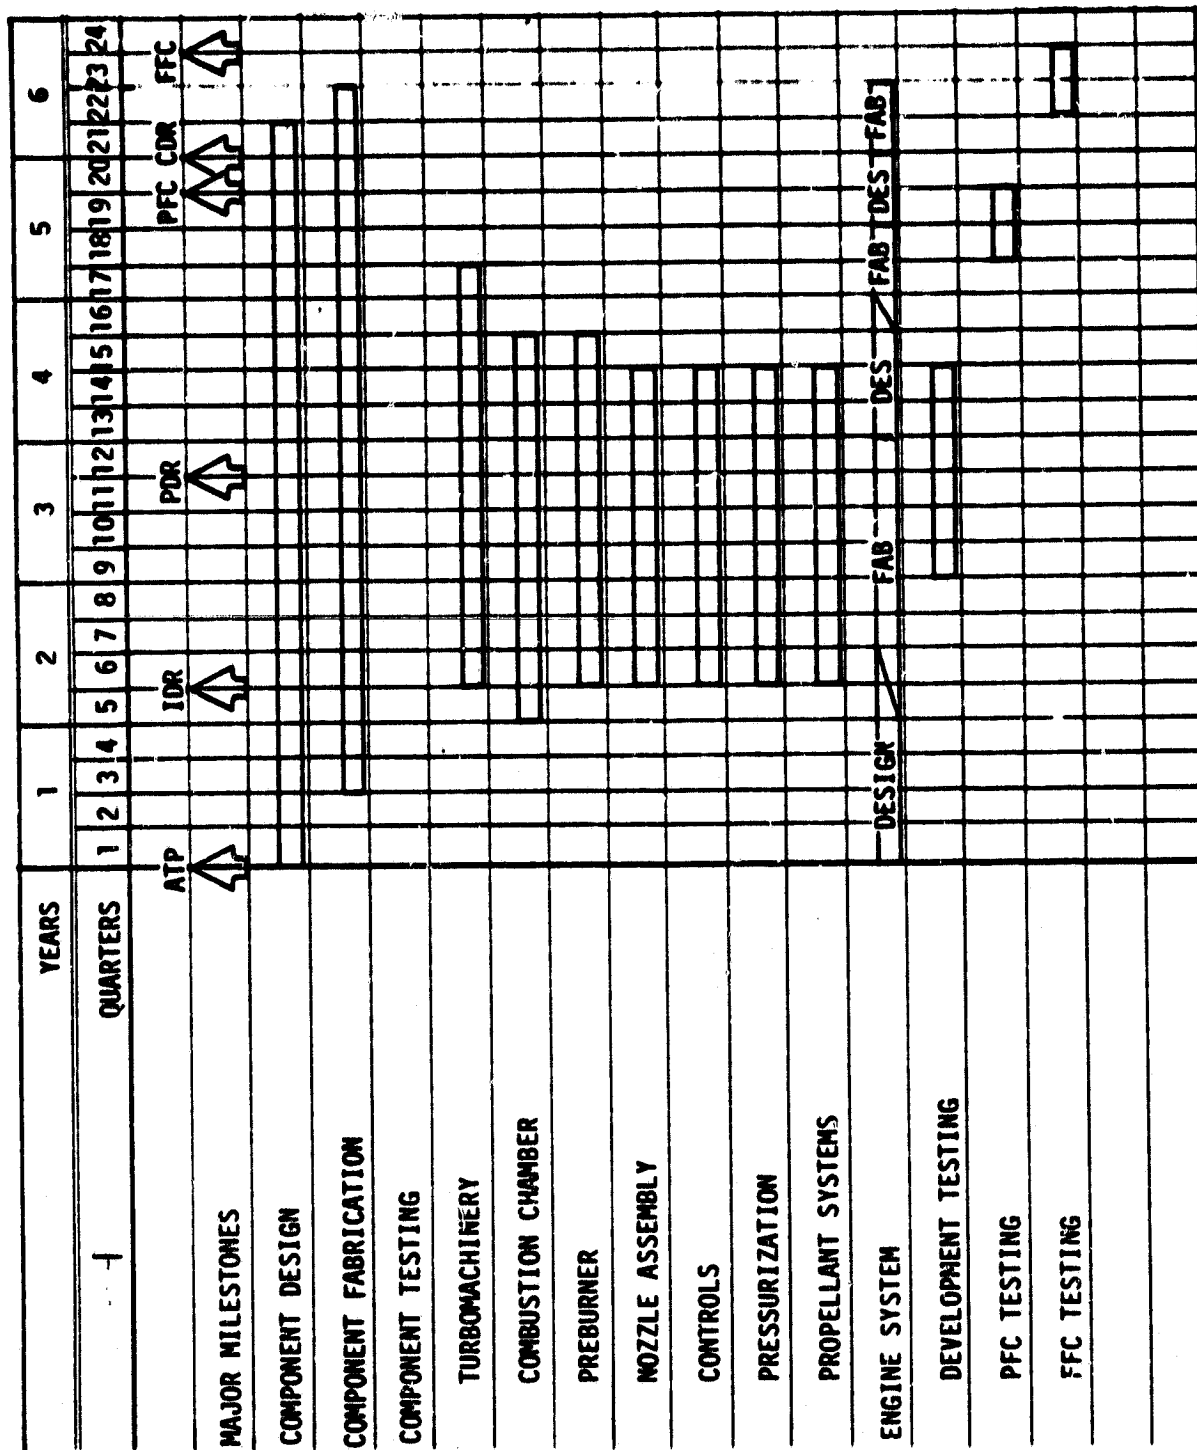 YEARS 1 2 3 4 5 6
QUARTERS 1 2 3 4 5 6 7 8 9 10 11 12 13 14 15 16 17 18 19 20 21 22 23 24
ATP IDR PDR PFC CDR FFC
MAJOR MILESTONES
COMPONENT DESIGN
COMPONENT FABRICATION
COMPONENT TESTING
TURBOMACHINERY
COMBUSTION CHAMBER
PREBURNER
NOZZLE ASSEMBLY
CONTROLS
PRESSURIZATION
PROPELLANT SYSTEMS
ENGINE SYSTEM DESIGN FAB DES FAB DES FAB
DEVELOPMENT TESTING
PFC TESTING
FFC TESTING